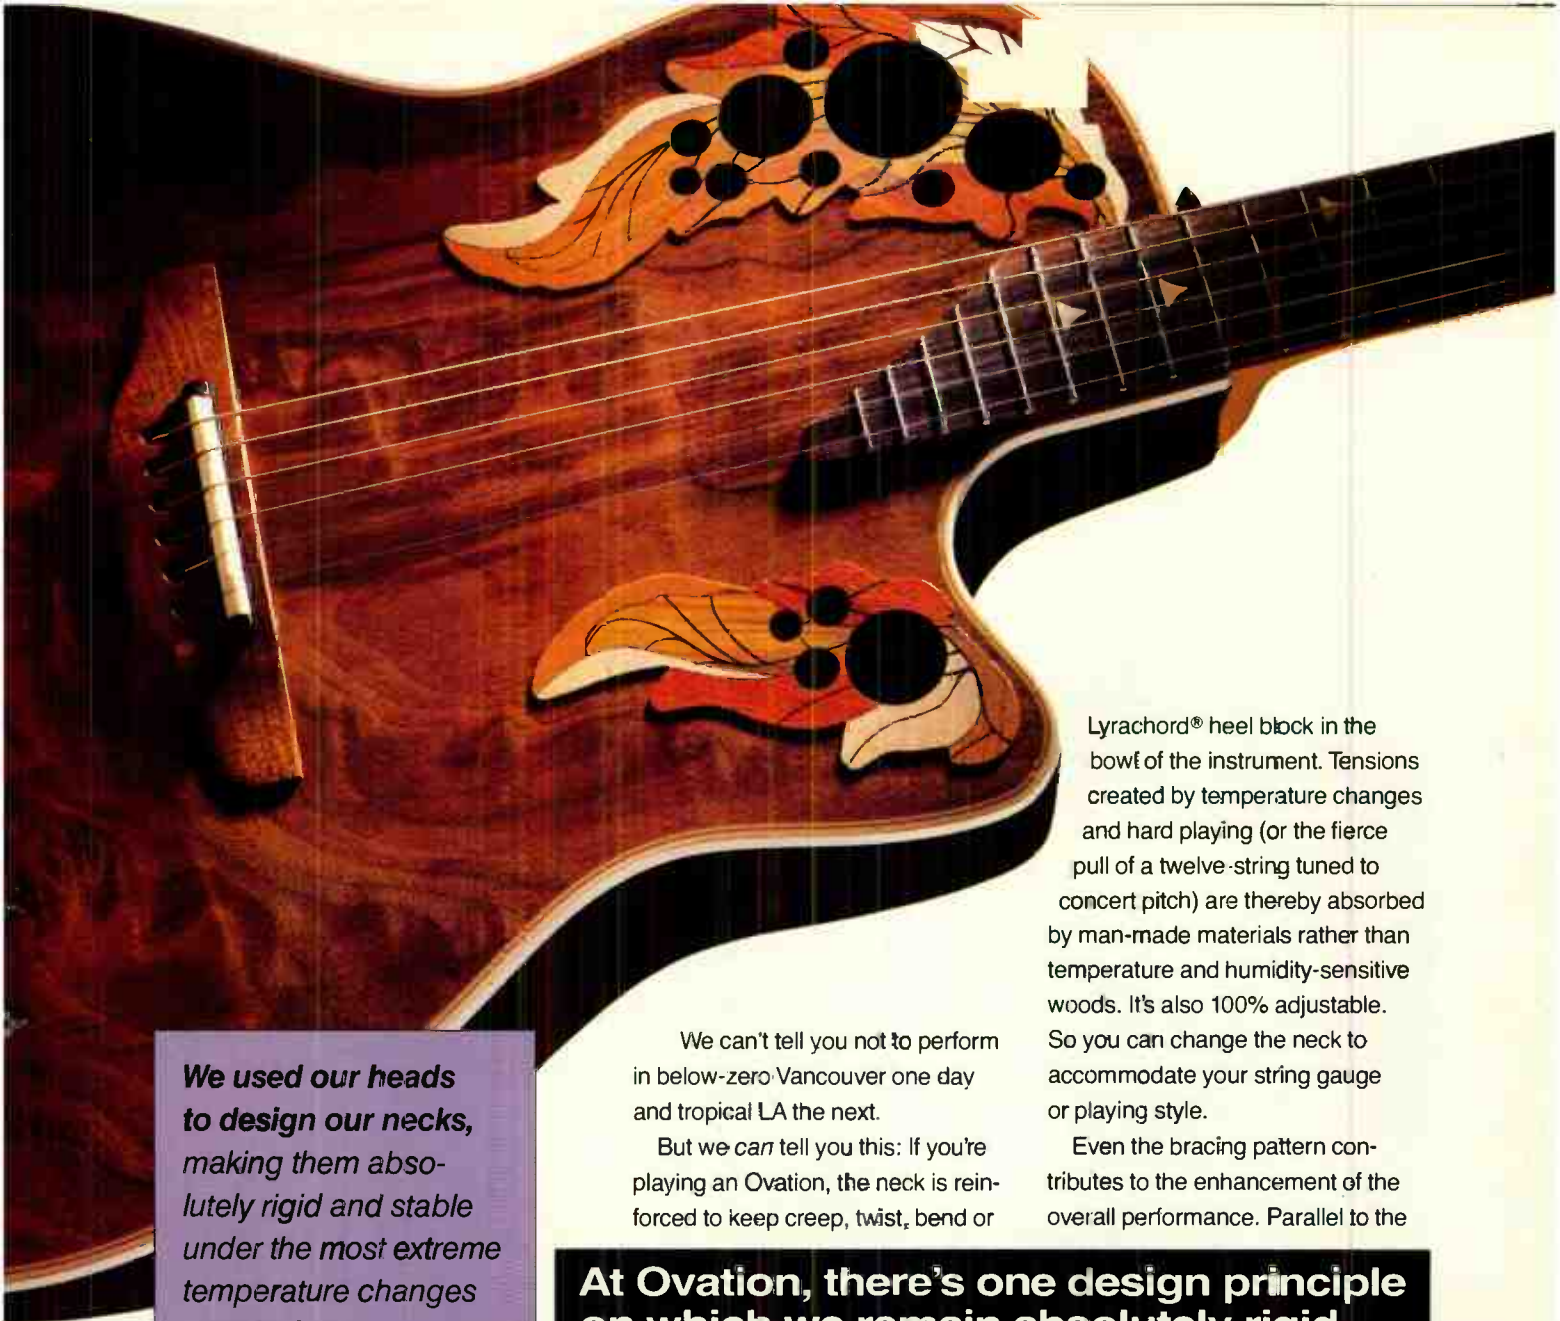 We used our heads
to design our necks,
making them abso-
lutely rigid and stable
under the most extreme
temperature changes
We can't tell you not to perform
in below-zero Vancouver one day
and tropical LA the next.
But we can tell you this: If you're
playing an Ovation, the neck is rein-
forced to keep creep, twist, bend or
Lyrachord® heel block in the
bowl of the instrument. Tensions
created by temperature changes
and hard playing (or the fierce
pull of a twelve-string tuned to
concert pitch) are thereby absorbed
by man-made materials rather than
temperature and humidity-sensitive
woods. It's also 100% adjustable.
So you can change the neck to
accommodate your string gauge
or playing style.
Even the bracing pattern con-
tributes to the enhancement of the
overall performance. Parallel to the
At Ovation, there's one design principle
on which we remain absolutely rigid